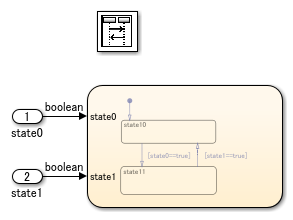 boolean
1
state0
state0
state10
[state0==true]
[state1==true]
boolean
2
state1
state1
state11